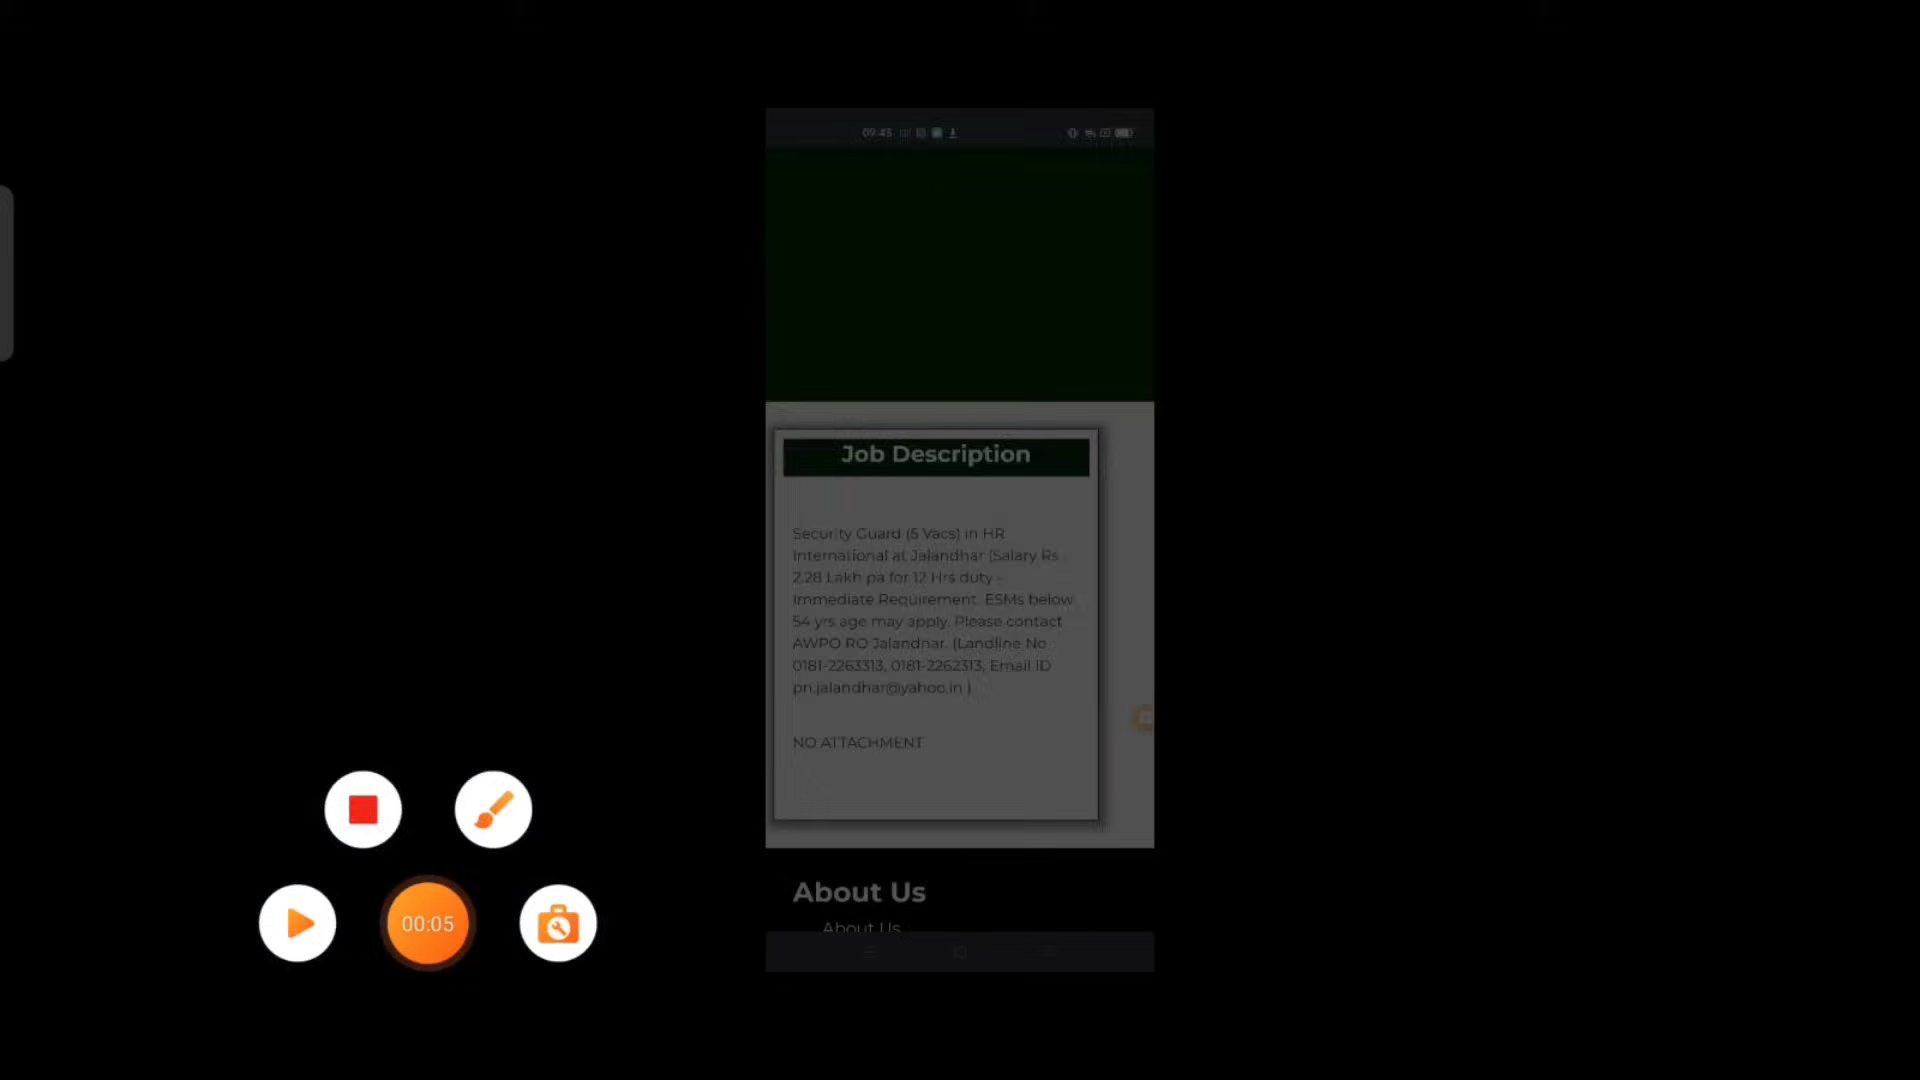 09:45
Job Description
Security Guard (5 Vacs) in HR
International at Jalandhar (Salary Rs
2.28 Lakh pa for 12 Hrs duty -
Immediate Requirement. ESMs below
54 yrs age may apply. Please contact
AWPO RO Jalandhar. (Landline No
0181-2263313, 0181-2262313, Email ID
pn.jalandhar@yahoo.in )
NO ATTACHMENT
About Us
About Us
00:05